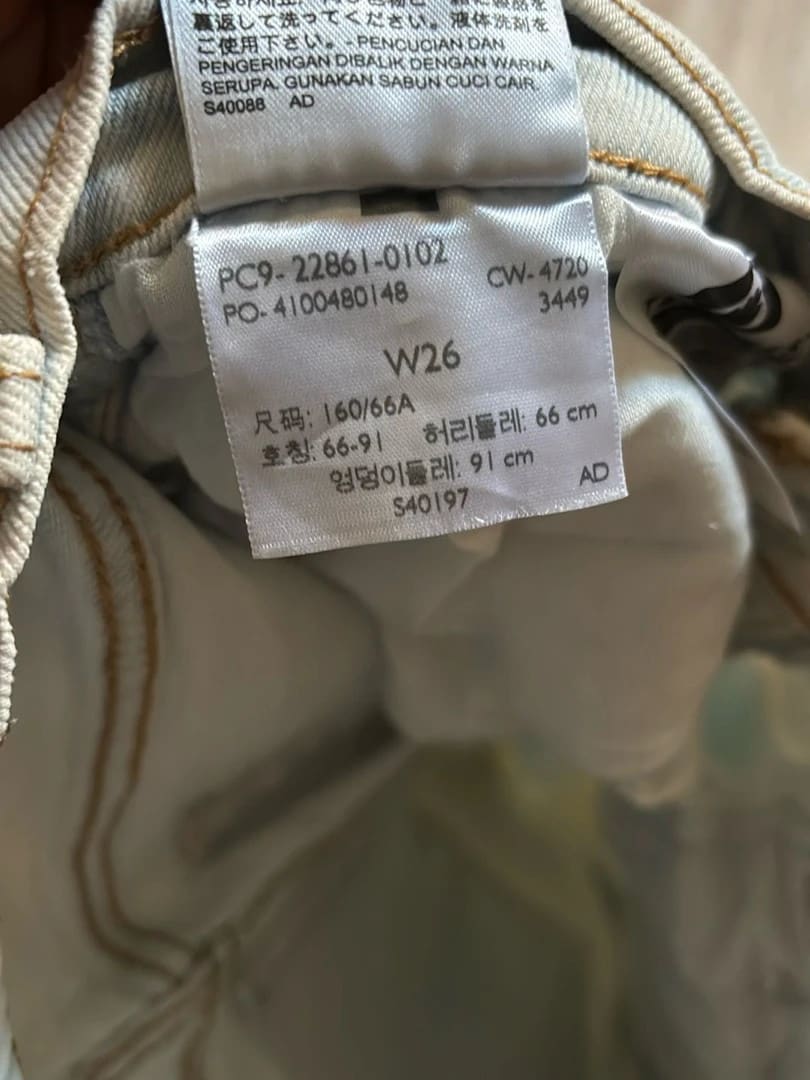 裏返して洗ってください。液体洗剤を
ご使用下さい。-PENCUCIAN DAN
PENGERINGAN DIBALIK DENGAN WARNA
SERUPA. GUNAKAN SABUN CUCI CAIR.
S40088 AD
PC9-22861-0102
CW-4720
PO-4100480148
3449
W26
尺码: 160/66A
호칭: 66-91 허리둘레: 66 cm
엉덩이둘레: 91 cm
AD
S40197